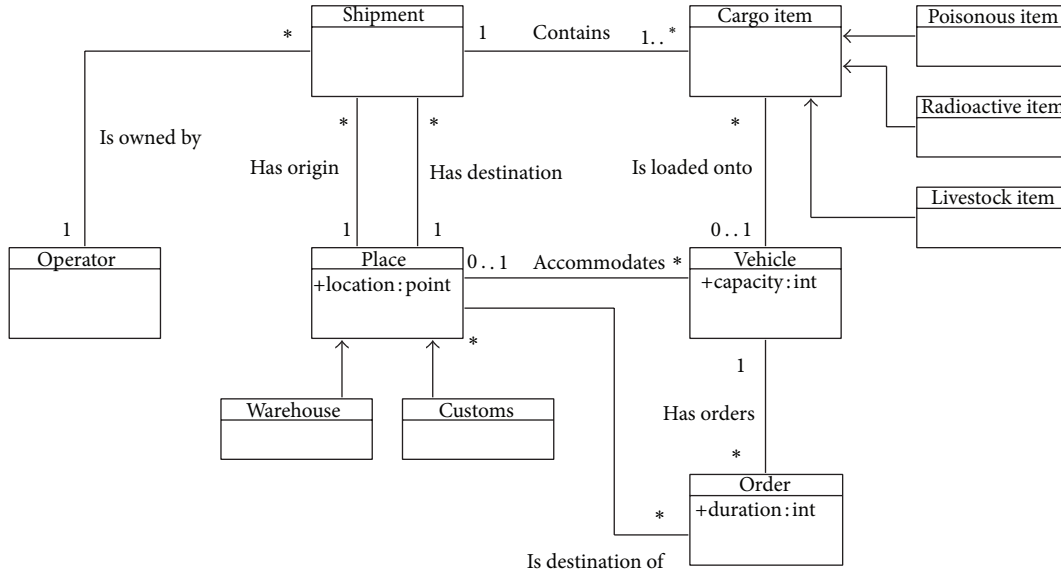 Shipment
Cargo item
Poisonous item
*
1
Contains
1..*
Radioactive item
*
*
*
Is owned by
Has origin
Has destination
Is loaded onto
Livestock item
1
1
1
0..1
Operator
Place
0..1
Accommodates
*
Vehicle
+location:point
+capacity:int
*
1
Warehouse
Customs
Has orders
*
Order
+duration:int
*
Is destination of